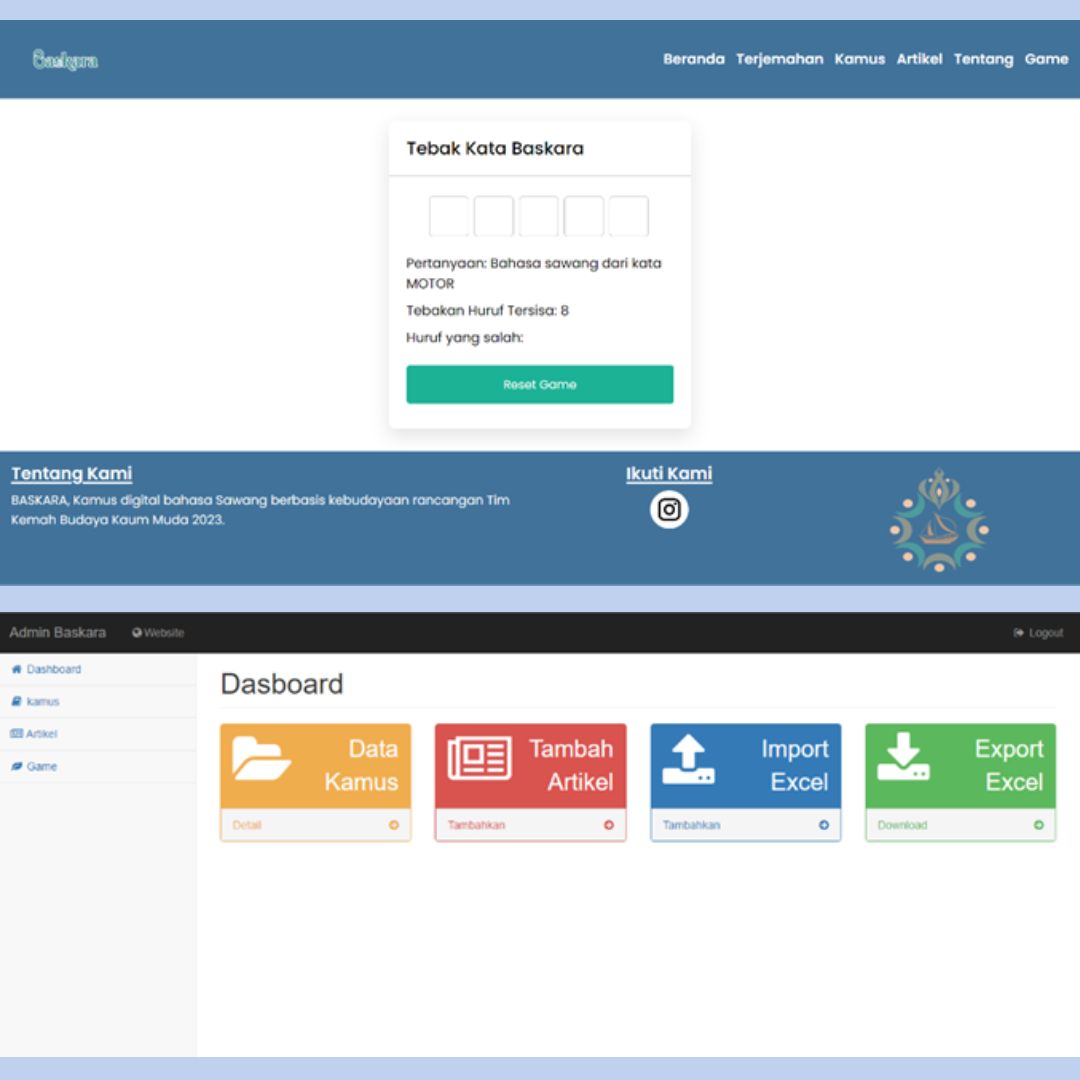 Baskara
Beranda Terjemahan Kamus Artikel Tentang Game
Tebak Kata Baskara
Pertanyaan: Bahasa sawang dari kata
MOTOR
Tebakan Huruf Tersisa: 8
Huruf yang salah:
Reset Game
Tentang Kami
BASKARA, Kamus digital bahasa Sawang berbasis kebudayaan rancangan Tim
Kemah Budaya Kaum Muda 2023.
Ikuti Kami
Admin Baskara Website Logout
Dashboard
kamus
Artikel
Game
Dasboard
Data
Kamus
Detail
Tambah
Artikel
Tambahkan
Import
Excel
Tambahkan
Export
Excel
Download